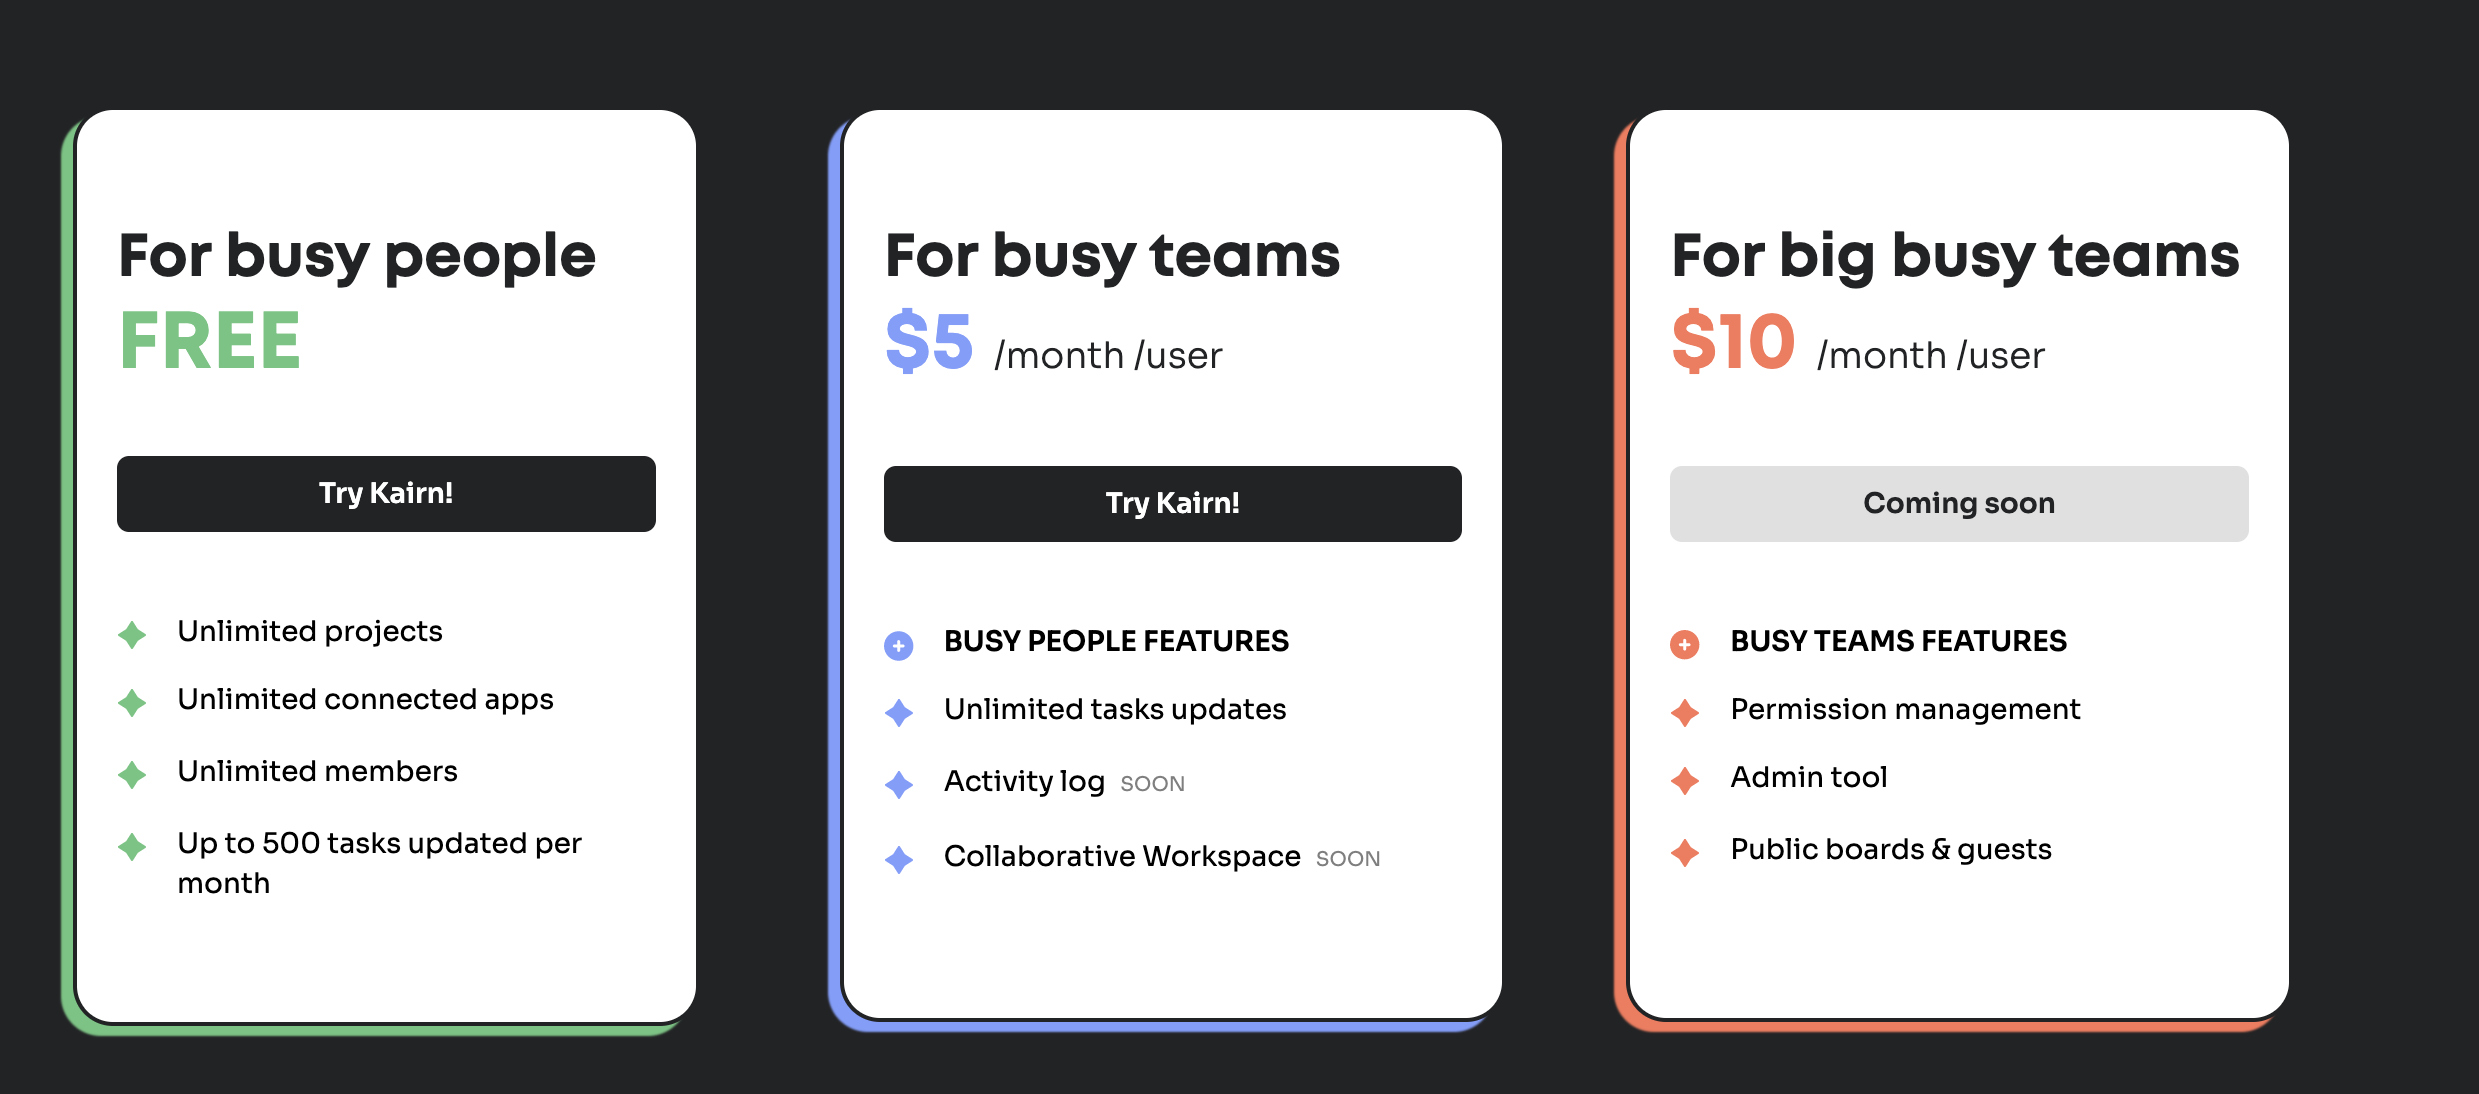 For busy people
FREE
Try Kairn!
Unlimited projects
Unlimited connected apps
Unlimited members
Up to 500 tasks updated per
month
For busy teams
$5 /month /user
Try Kairn!
BUSY PEOPLE FEATURES
Unlimited tasks updates
Activity log SOON
Collaborative Workspace SOON
For big busy teams
$10 /month /user
Coming soon
BUSY TEAMS FEATURES
Permission management
Admin tool
Public boards & guests